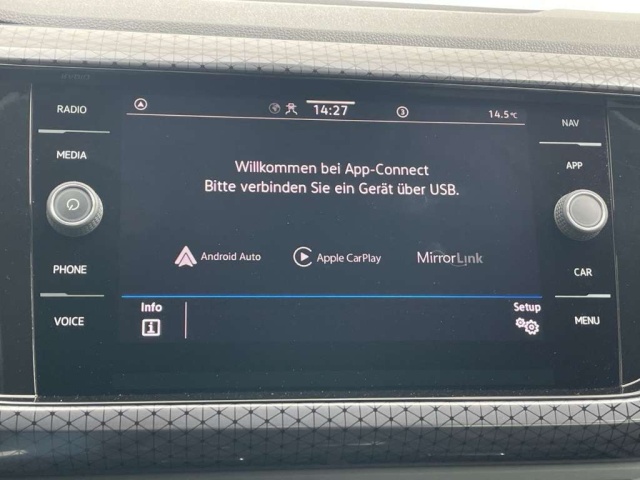 RADIO
MEDIA
PHONE
VOICE
14:27
3
14.5°C
Willkommen bei App-Connect
Bitte verbinden Sie ein Gerät über USB.
Android Auto
Apple CarPlay
MirrorLink
Info
Setup
NAV
APP
CAR
MENU